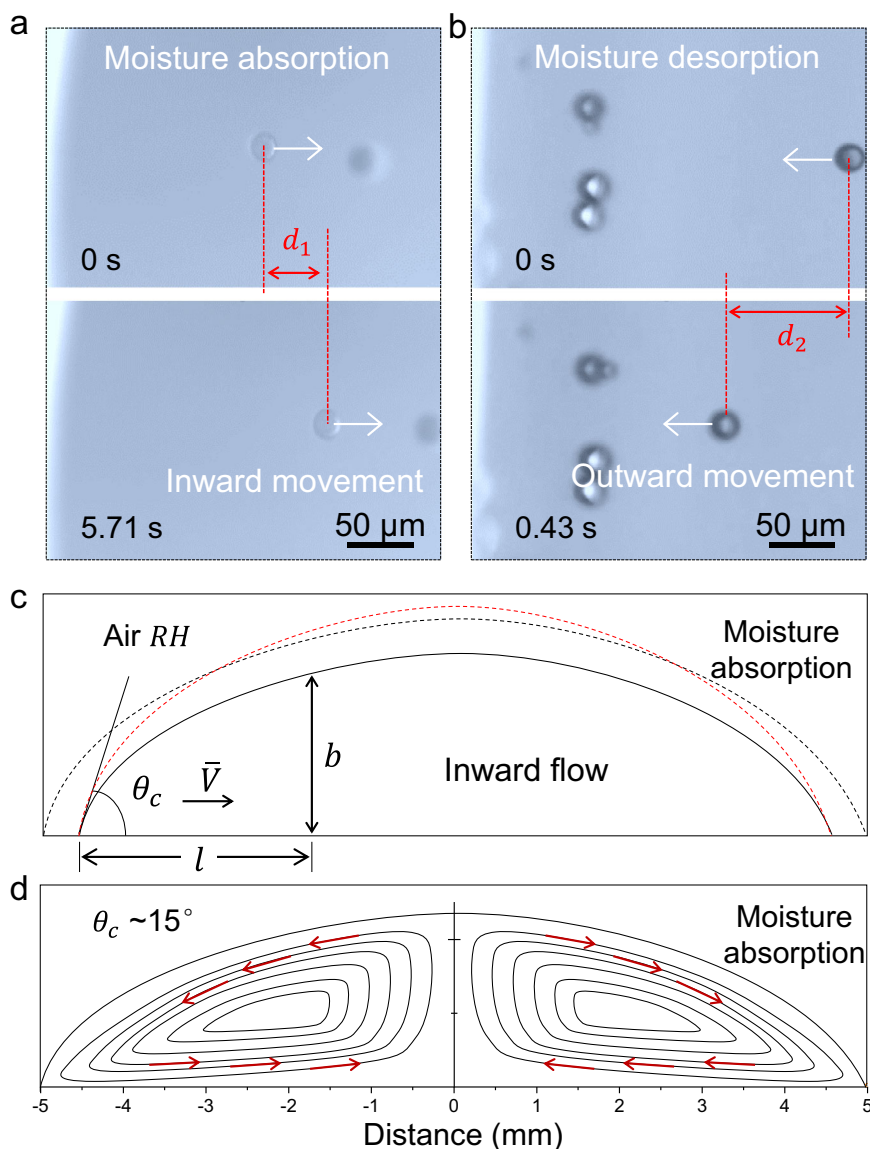 a
Moisture absorption
d₁
0 s
Inward movement
5.71 s
50 μm
b
Moisture desorption
0 s
d₂
Outward movement
0.43 s
50 μm
c
Air RH
Moisture
absorption
b
Inward flow
θc
V̄
l
d
θc ~15°
Moisture
absorption
-5 -4 -3 -2 -1 0 1 2 3 4 5
Distance (mm)